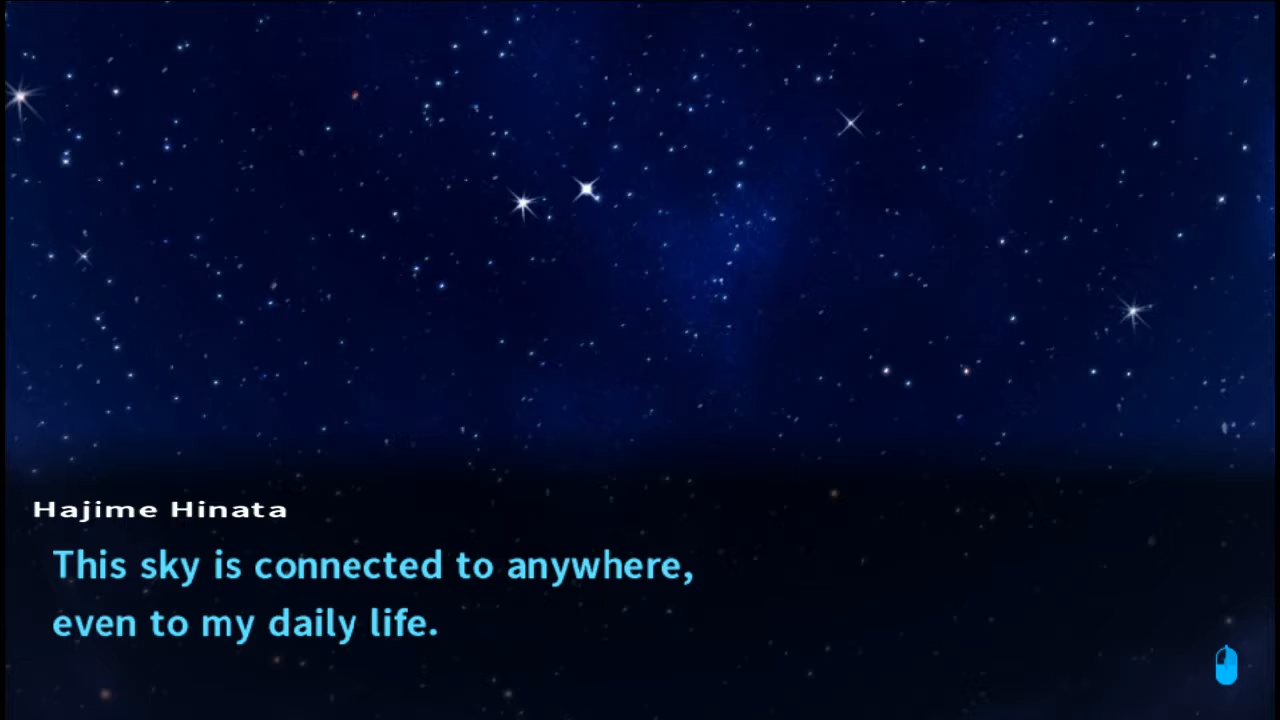 Hajime Hinata
This sky is connected to anywhere,
even to my daily life.